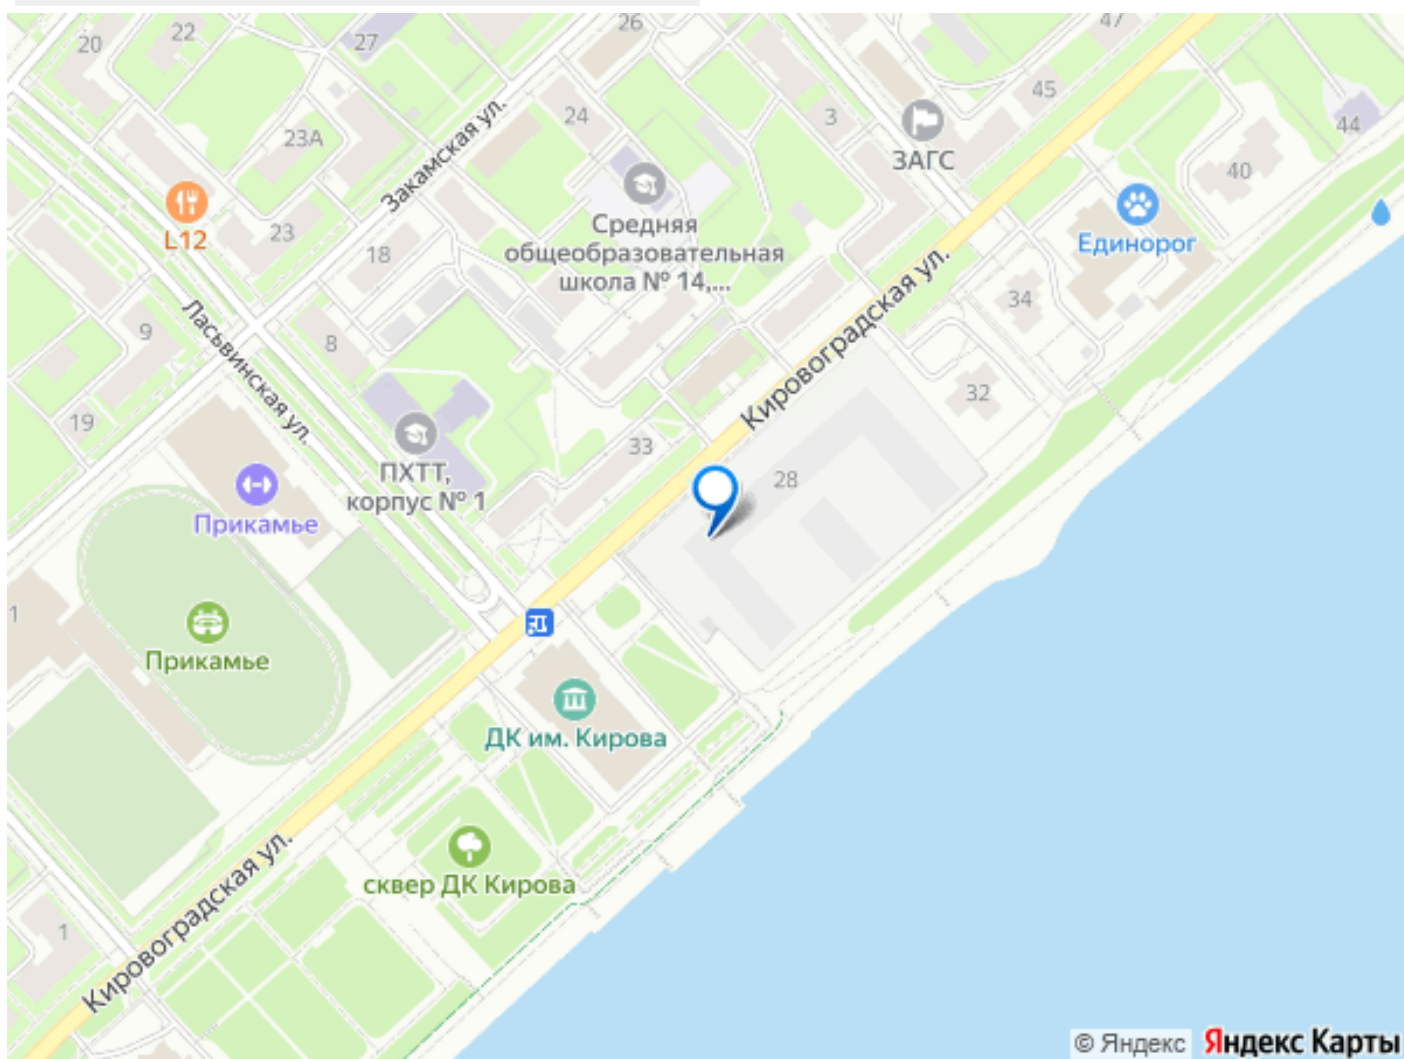 20
22
27
26
47
45
44
24
3
23А
Закамская ул.
ЗАГС
40
L12
23
18
Средняя
общеобразовательная
школа № 14,...
Единорог
34
9
8
Ласьвинская ул.
Кировоградская ул.
32
19
33
28
ПХТТ,
корпус № 1
Прикамье
1
Прикамье
ДК им. Кирова
сквер ДК Кирова
Кировоградская ул.
1
© Яндекс Яндекс Карты